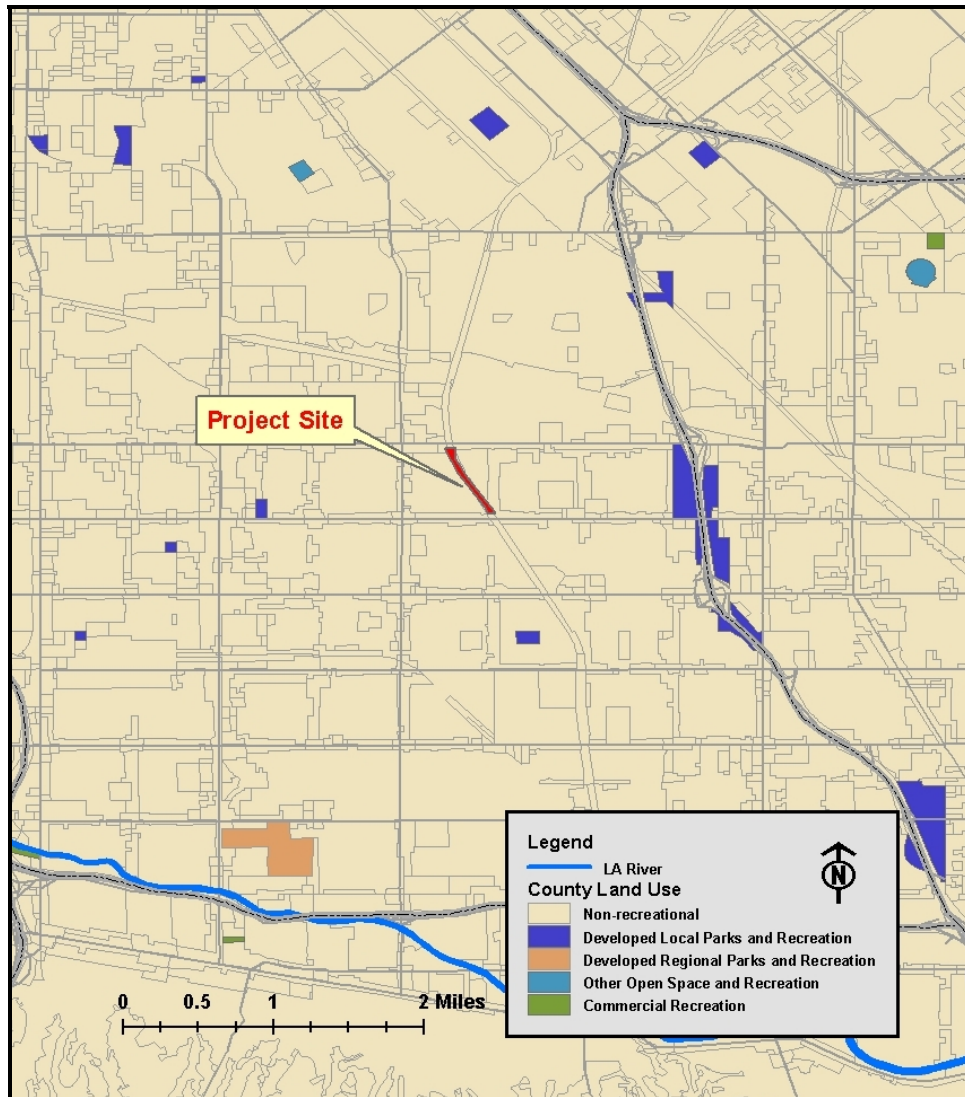 Project Site
Legend
LA River
County Land Use
N
Non-recreational
Developed Local Parks and Recreation
Developed Regional Parks and Recreation
Other Open Space and Recreation
Commercial Recreation
0 0.5 1 2 Miles